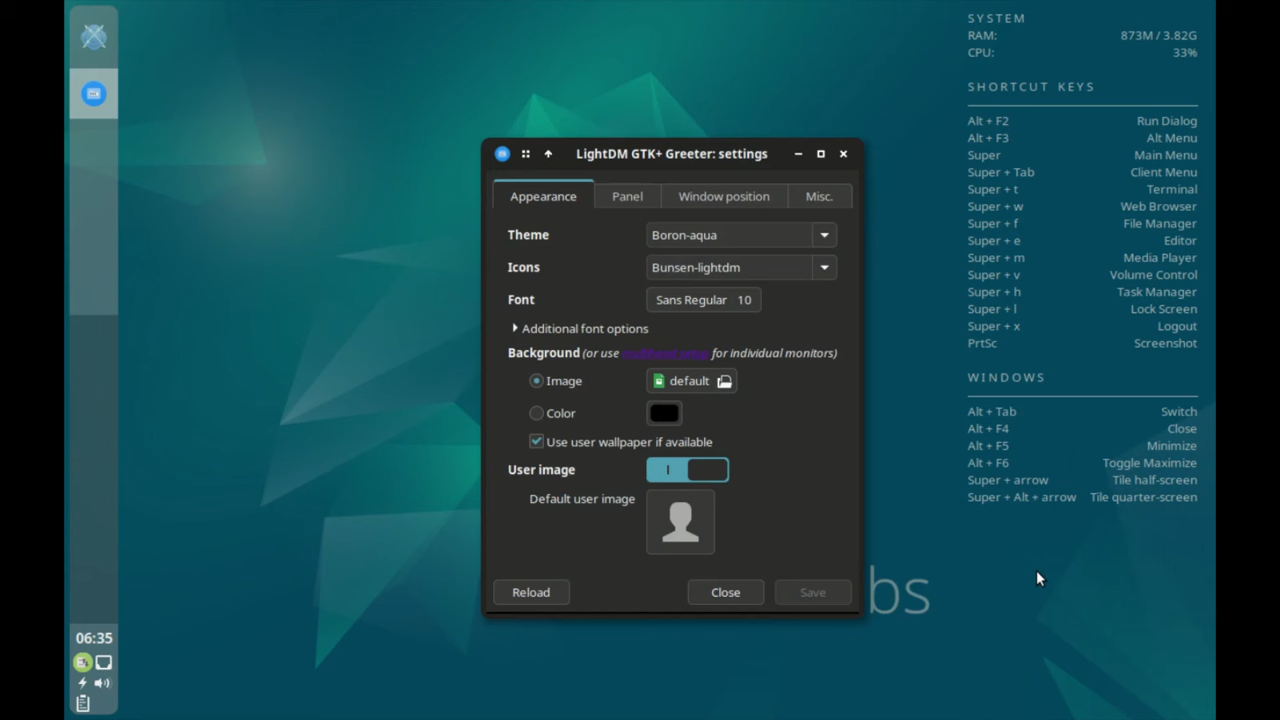 SYSTEM
RAM: 873M / 3.82G
CPU: 33%
SHORTCUT KEYS
Alt + F2 Run Dialog
Alt + F3 Alt Menu
Super Main Menu
Super + Tab Client Menu
Super + t Terminal
Super + w Web Browser
Super + f File Manager
Super + e Editor
Super + m Media Player
Super + v Volume Control
Super + h Task Manager
Super + l Lock Screen
Super + x Logout
PrtSc Screenshot
WINDOWS
Alt + Tab Switch
Alt + F4 Close
Alt + F5 Minimize
Alt + F6 Toggle Maximize
Super + arrow Tile half-screen
Super + Alt + arrow Tile quarter-screen
LightDM GTK+ Greeter: settings
Appearance Panel Window position Misc.
Theme Boron-aqua
Icons Bunsen-lightdm
Font Sans Regular 10
Additional font options
Background (or use for individual monitors)
Image default
Color
Use user wallpaper if available
User image
Default user image
Reload Close Save
bs
06:35